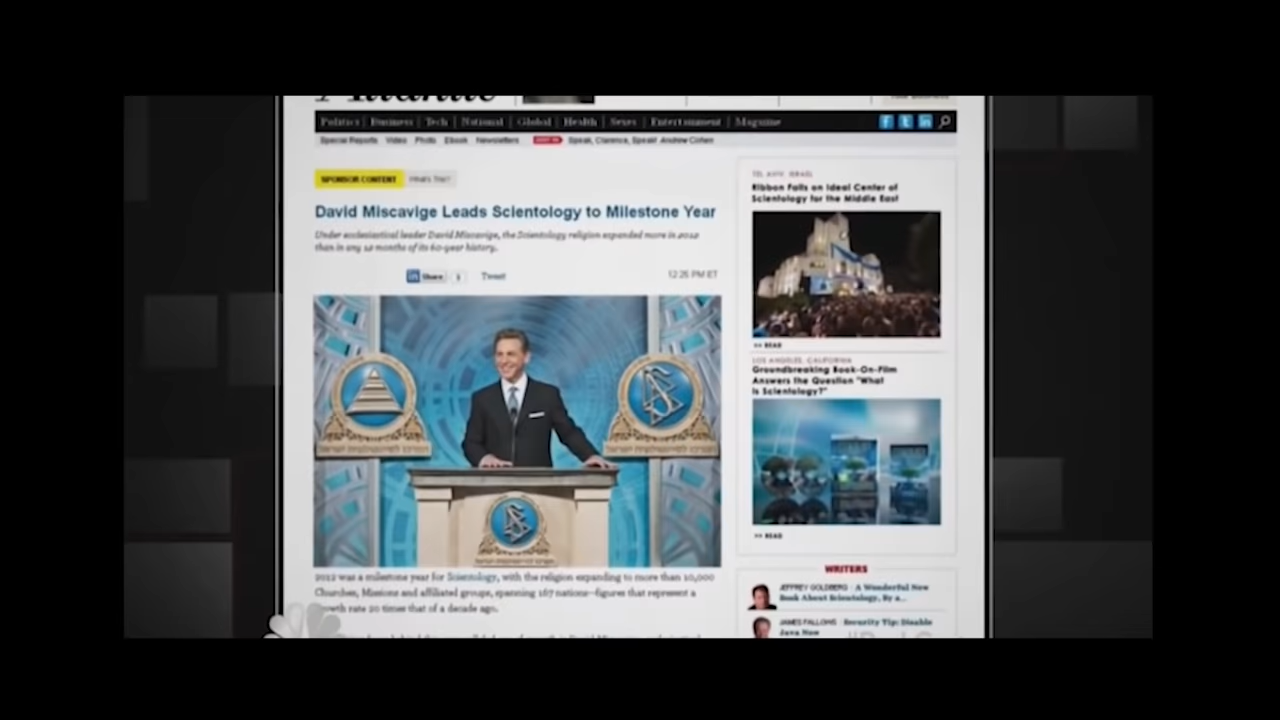 Atlantic
Politics | Business | Tech | National | Global | Health | Sexes | Entertainment | Magazine
Special Reports Video Photo Ebook Newsletters JUST IN Speak, Clarence, Speak! Andrew Cohen
SPONSOR CONTENT WHAT'S THIS?
David Miscavige Leads Scientology to Milestone Year
Under ecclesiastical leader David Miscavige, the Scientology religion expanded more in 2012
than in any 12 months of its 60-year history.
in Share 3 Tweet 12:25 PM ET
2012 was a milestone year for Scientology, with the religion expanding to more than 10,000
Churches, Missions and affiliated groups, spanning 167 nations—figures that represent a
growth rate 20 times that of a decade ago.
TEL AVIV, ISRAEL
Ribbon Falls on Ideal Center of
Scientology for the Middle East
>> READ
LOS ANGELES, CALIFORNIA
Groundbreaking Book-On-Film
Answers the Question "What
is Scientology?"
>> READ
WRITERS
JEFFREY GOLDBERG | A Wonderful New
Book About Scientology, By a...
JAMES FALLOWS | Security Tip: Disable
Java Now